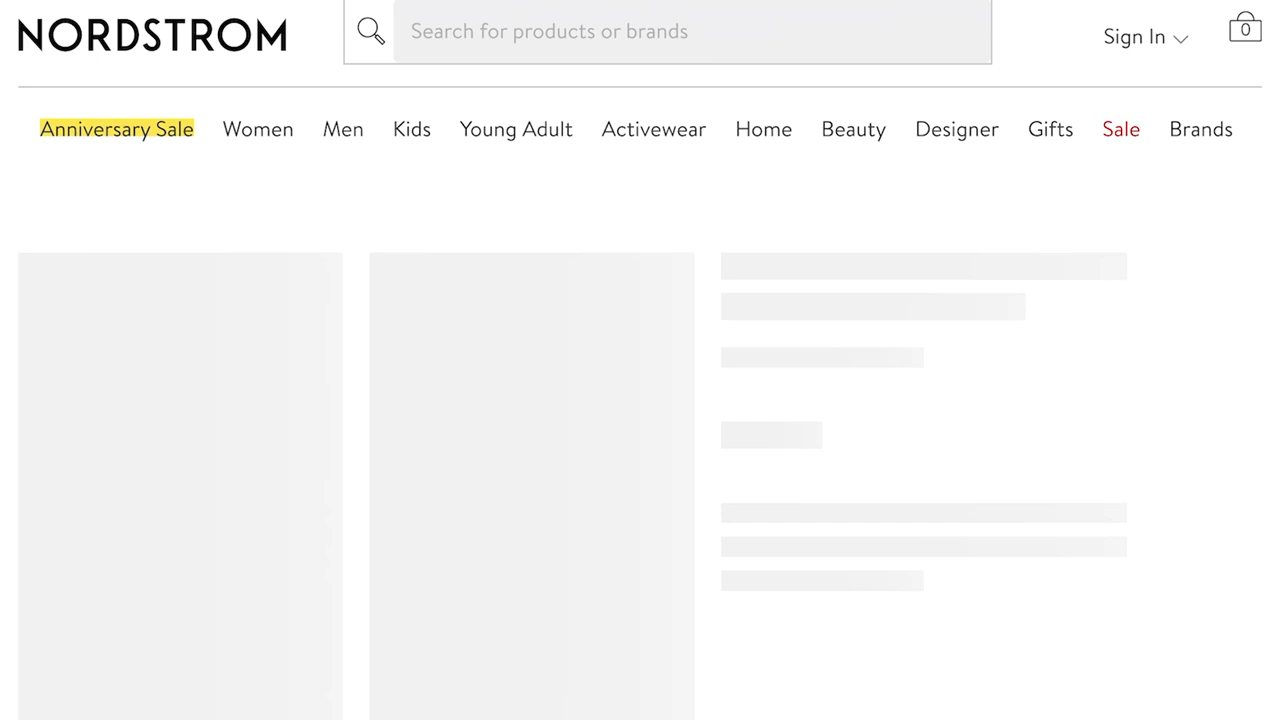 NORDSTROM
Search for products or brands
Sign In
0
Anniversary Sale Women Men Kids Young Adult Activewear Home Beauty Designer Gifts Sale Brands